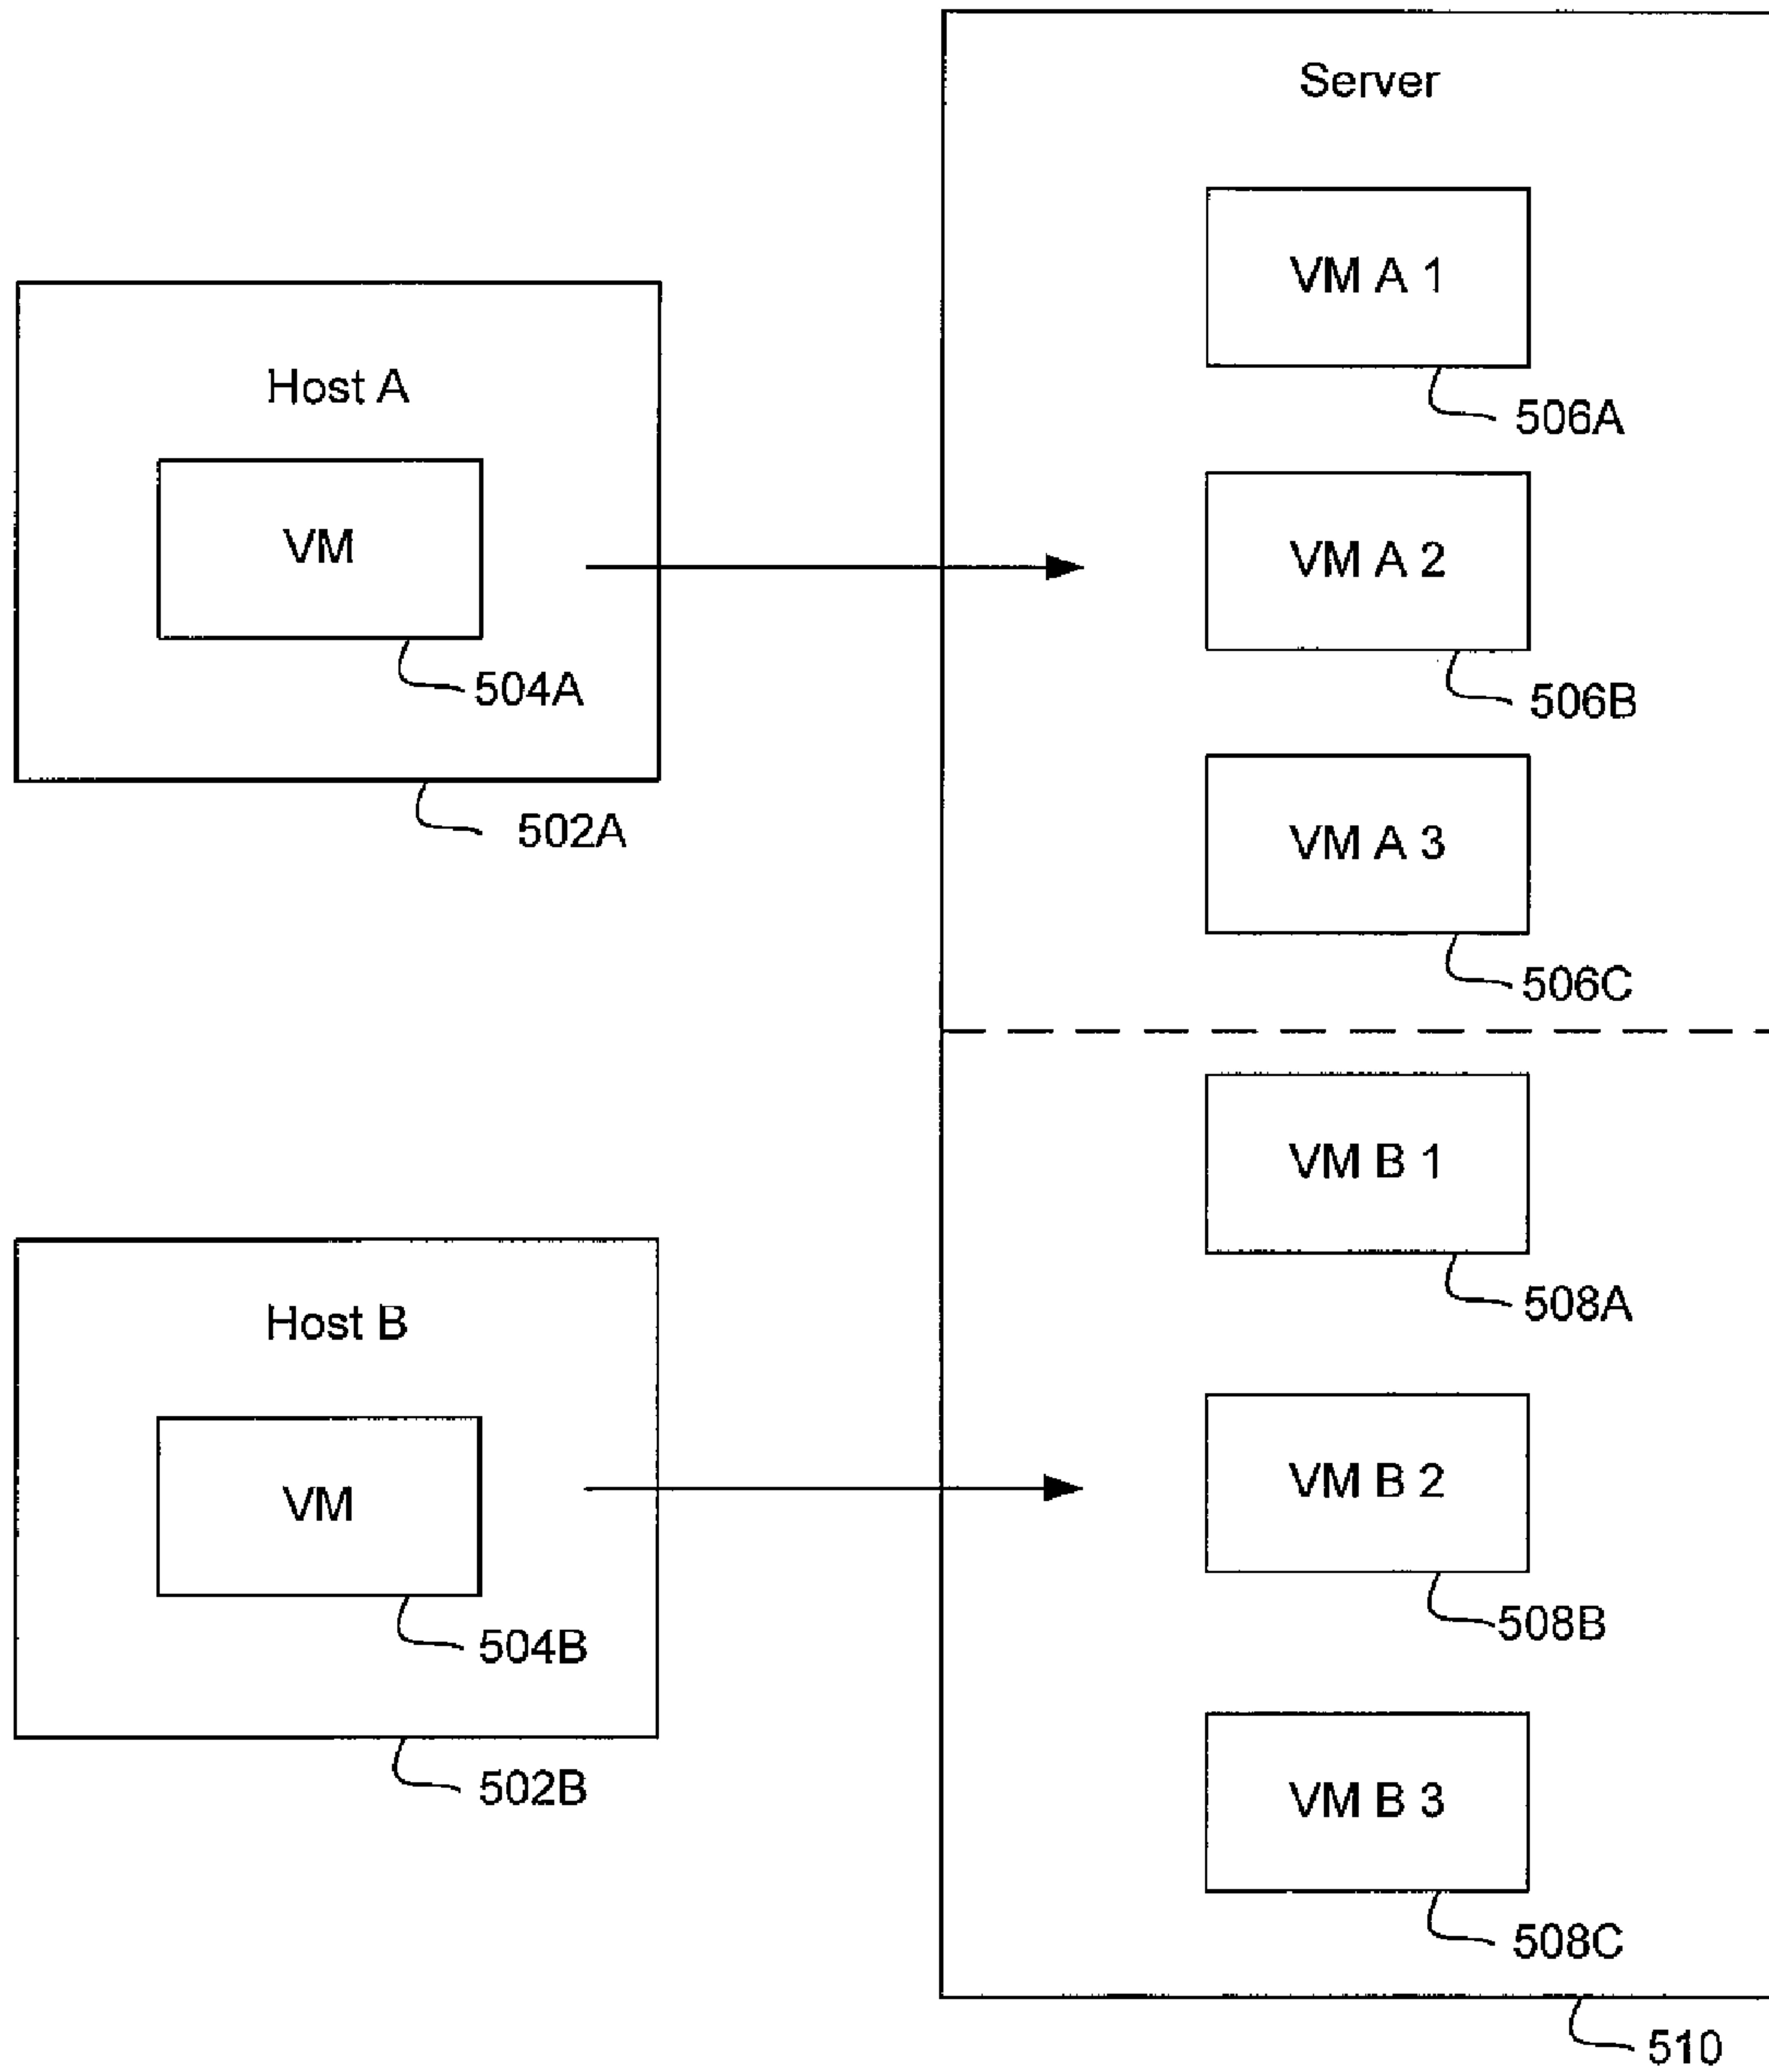 Server
VM A 1
506A
Host A
VM A 2
VM
504A
506B
502A
VM A 3
506C
VM B 1
508A
Host B
VM B 2
VM
508B
504B
502B
VM B 3
508C
510